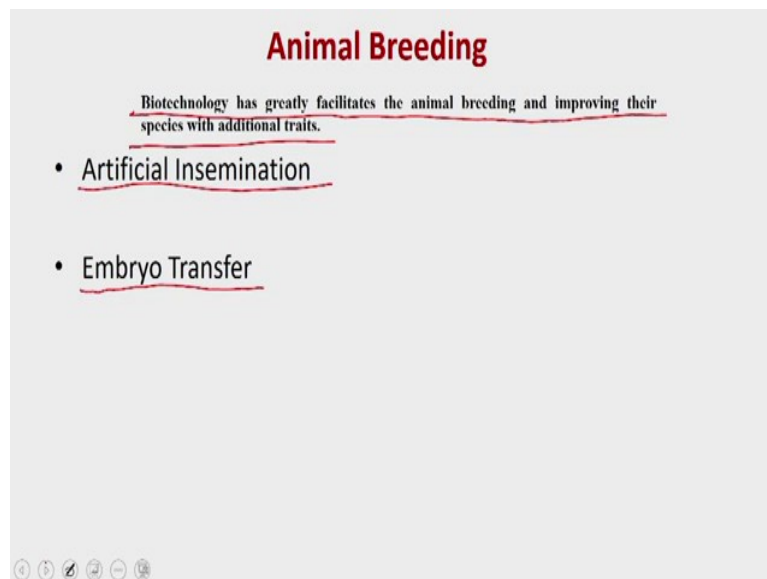 Animal Breeding
Biotechnology has greatly facilitates the animal breeding and improving their
species with additional traits.
• Artificial Insemination
• Embryo Transfer